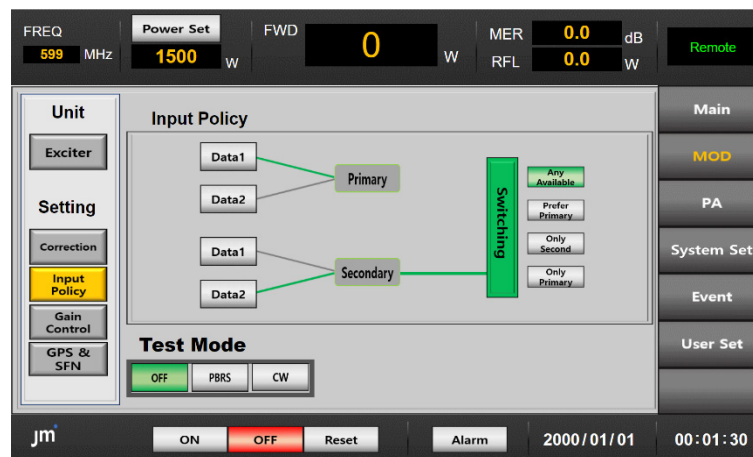 FREQ
599 MHz
Power Set
1500 W
FWD
0 W
MER 0.0 dB
RFL 0.0 W
Remote
Unit
Exciter
Setting
Correction
Input
Policy
Gain
Control
GPS &
SFN
Input Policy
Data1
Data2
Primary
Data1
Data2
Secondary
Switching
Any
Available
Prefer
Primary
Only
Second
Only
Primary
Test Mode
OFF PBRS CW
Main
MOD
PA
System Set
Event
User Set
jm
ON OFF Reset Alarm 2000/01/01 00:01:30